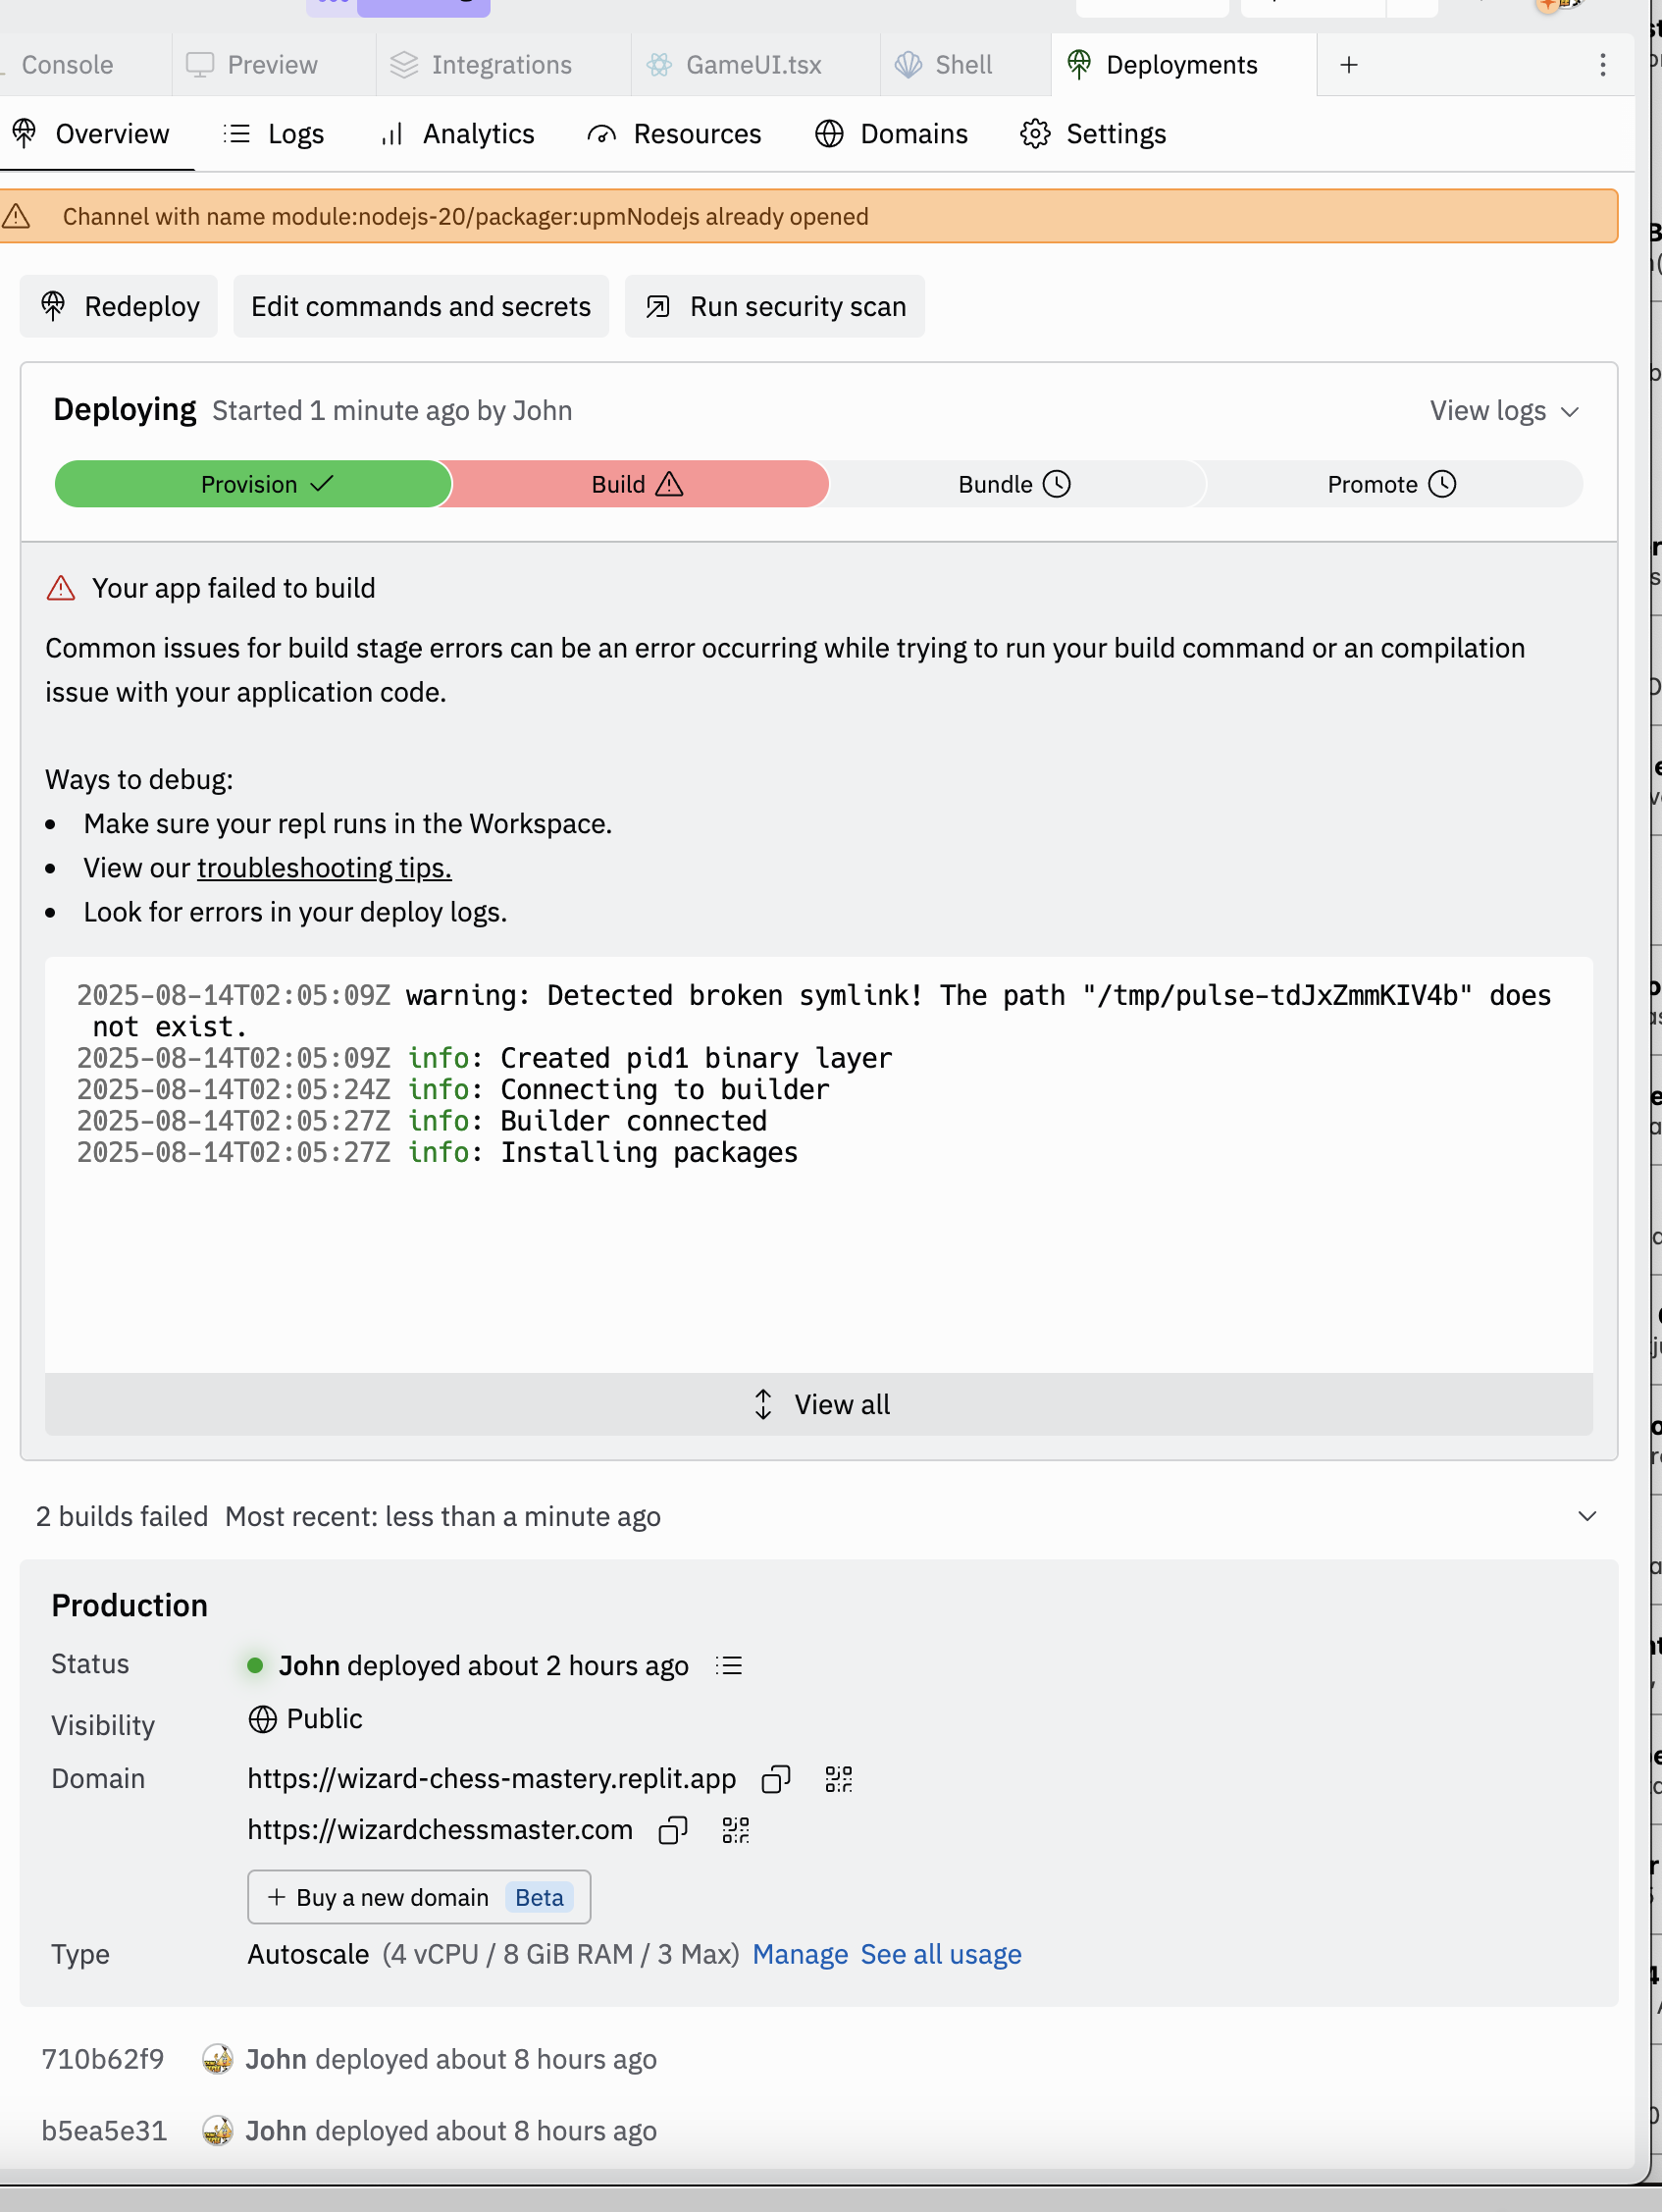 Console
Preview
Integrations
GameUI.tsx
Shell
Deployments
Overview
Logs
Analytics
Resources
Domains
Settings
Channel with name module:nodejs-20/packager:upmNodejs already opened
Redeploy
Edit commands and secrets
Run security scan
Deploying Started 1 minute ago by John
View logs
Provision
Build
Bundle
Promote
Your app failed to build
Common issues for build stage errors can be an error occurring while trying to run your build command or an compilation
issue with your application code.
Ways to debug:
• Make sure your repl runs in the Workspace.
• View our troubleshooting tips.
• Look for errors in your deploy logs.
2025-08-14T02:05:09Z warning: Detected broken symlink! The path "/tmp/pulse-tdJxZmmKIV4b" does
not exist.
2025-08-14T02:05:09Z info: Created pid1 binary layer
2025-08-14T02:05:24Z info: Connecting to builder
2025-08-14T02:05:27Z info: Builder connected
2025-08-14T02:05:27Z info: Installing packages
View all
2 builds failed Most recent: less than a minute ago
Production
Status
John deployed about 2 hours ago
Visibility
Public
Domain
https://wizard-chess-mastery.replit.app
https://wizardchessmaster.com
+ Buy a new domain Beta
Type
Autoscale (4 vCPU / 8 GiB RAM / 3 Max) Manage See all usage
710b62f9 John deployed about 8 hours ago
b5ea5e31 John deployed about 8 hours ago